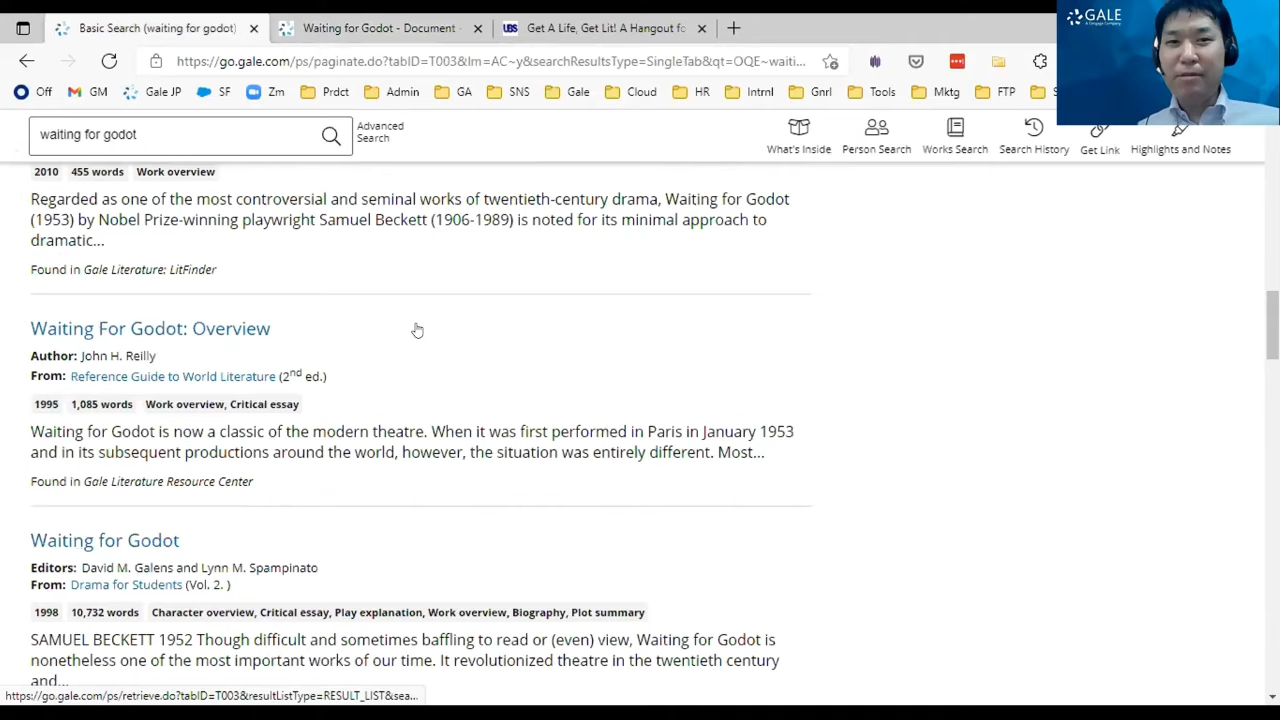 Basic Search (waiting for godot)
Waiting for Godot - Document -
UBS
Get A Life, Get Lit! A Hangout fo
GALE
A Cengage Company
https://go.gale.com/ps/paginate.do?tabID=T003&lm=AC~y&searchResultsType=SingleTab&qt=OQE~waiti...
Off
GM
Gale JP
SF
Zm
Prdct
Admin
GA
SNS
Gale
Cloud
HR
Intrnl
Gnrl
Tools
Mktg
FTP
S
waiting for godot
Advanced
Search
What's Inside
Person Search
Works Search
Search History
Get Link
Highlights and Notes
2010 455 words Work overview
Regarded as one of the most controversial and seminal works of twentieth-century drama, Waiting for Godot
(1953) by Nobel Prize-winning playwright Samuel Beckett (1906-1989) is noted for its minimal approach to
dramatic...
Found in Gale Literature: LitFinder
Waiting For Godot: Overview
Author: John H. Reilly
From: Reference Guide to World Literature (2nd ed.)
1995 1,085 words Work overview, Critical essay
Waiting for Godot is now a classic of the modern theatre. When it was first performed in Paris in January 1953
and in its subsequent productions around the world, however, the situation was entirely different. Most...
Found in Gale Literature Resource Center
Waiting for Godot
Editors: David M. Galens and Lynn M. Spampinato
From: Drama for Students (Vol. 2. )
1998 10,732 words Character overview, Critical essay, Play explanation, Work overview, Biography, Plot summary
SAMUEL BECKETT 1952 Though difficult and sometimes baffling to read or (even) view, Waiting for Godot is
nonetheless one of the most important works of our time. It revolutionized theatre in the twentieth century
and...
https://go.gale.com/ps/retrieve.do?tabID=T003&resultListType=RESULT_LIST&sea...